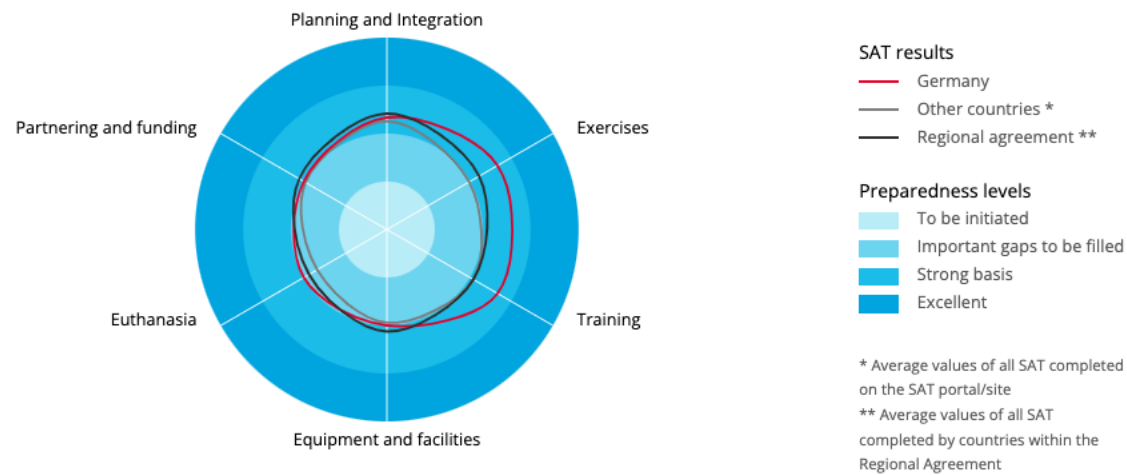 Planning and Integration
Partnering and funding
Exercises
Euthanasia
Training
Equipment and facilities
SAT results
Germany
Other countries *
Regional agreement **
Preparedness levels
To be initiated
Important gaps to be filled
Strong basis
Excellent
* Average values of all SAT completed
on the SAT portal/site
** Average values of all SAT
completed by countries within the
Regional Agreement